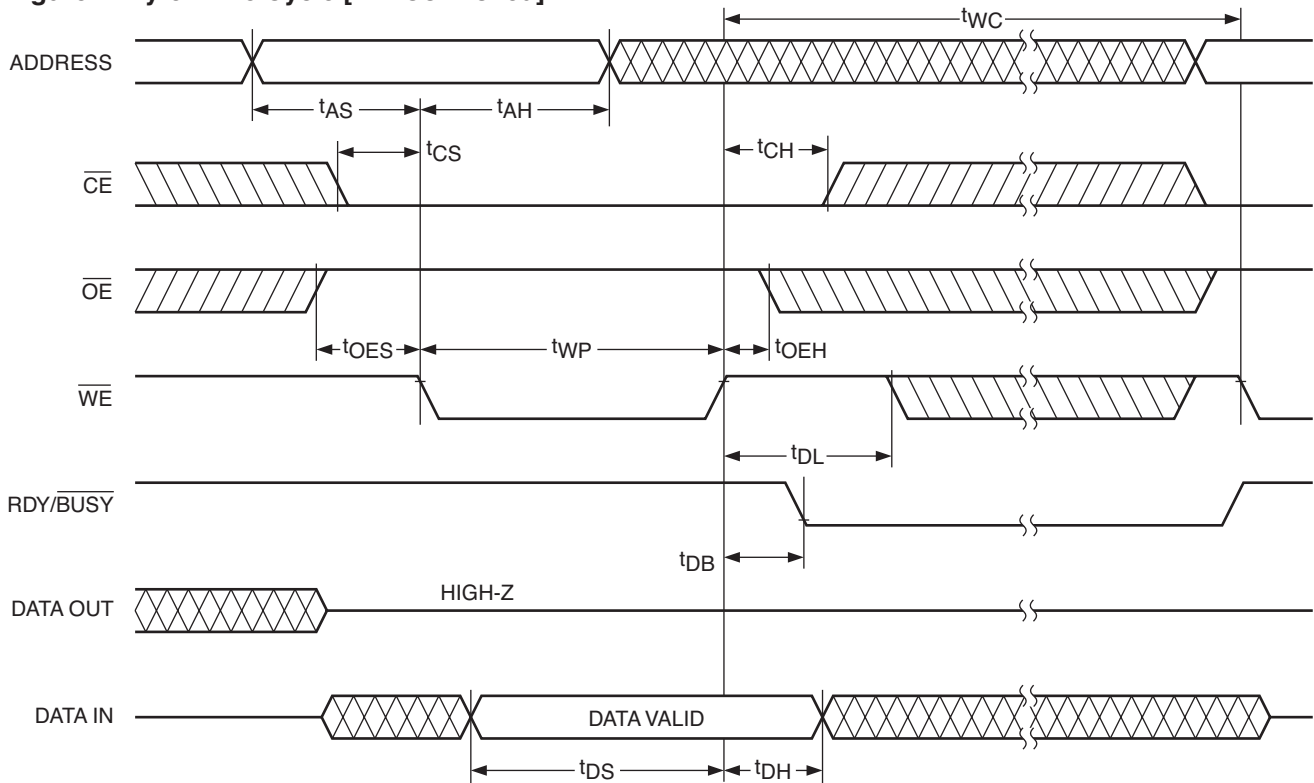 tWC
ADDRESS
tAS
tAH
tCS
tCH
CE
OE
tOES
tWP
tOEH
WE
tDL
RDY/BUSY
tDB
HIGH-Z
DATA OUT
DATA IN
DATA VALID
tDS
tDH